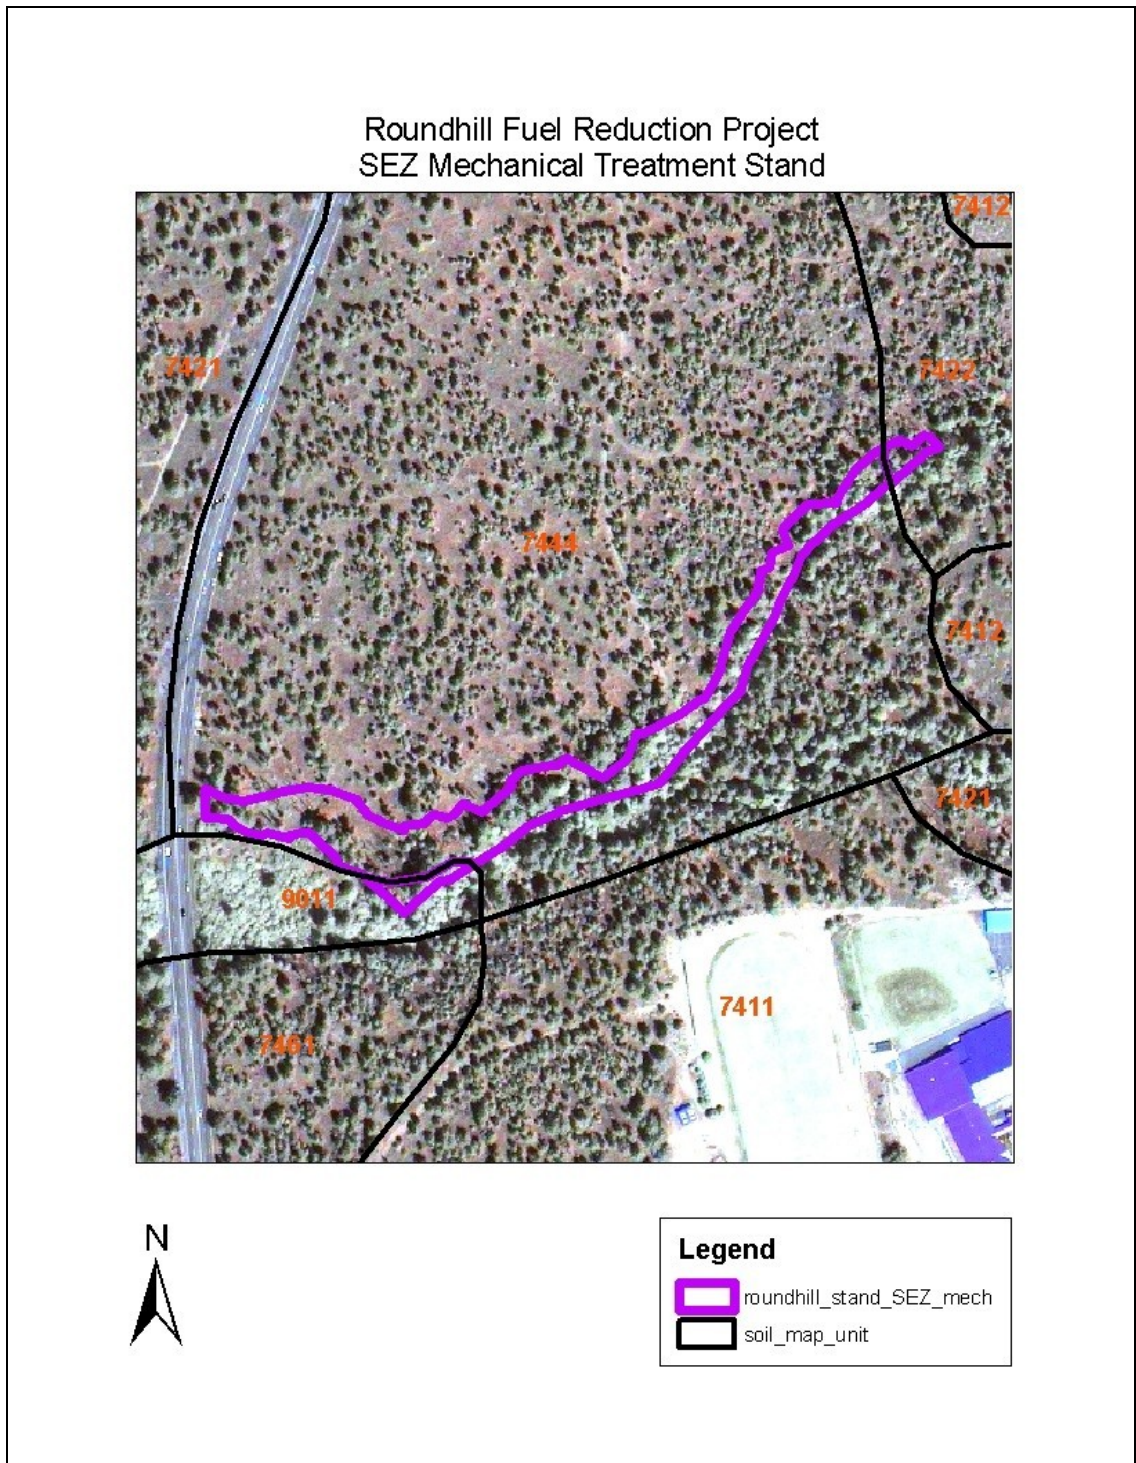 Roundhill Fuel Reduction Project
SEZ Mechanical Treatment Stand
7412
7421
7422
7444
7412
7421
9011
7411
7461
N
Legend
roundhill_stand_SEZ_mech
soil_map_unit